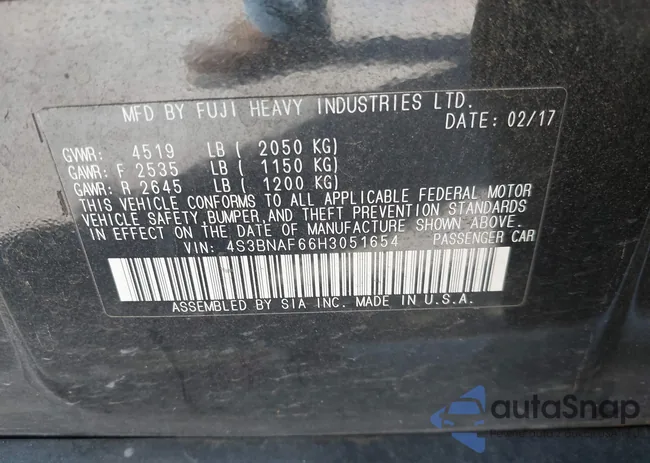 MFD BY FUJI HEAVY INDUSTRIES LTD.
DATE: 02/17
GVWR: 4519 LB ( 2050 KG)
GAWR: F 2535 LB ( 1150 KG)
GAWR: R 2645 LB ( 1200 KG)
THIS VEHICLE CONFORMS TO ALL APPLICABLE FEDERAL MOTOR
VEHICLE SAFETY,BUMPER,AND THEFT PREVENTION STANDARDS
IN EFFECT ON THE DATE OF MANUFACTURE SHOWN ABOVE.
VIN: 4S3BNAF66H3051654 PASSENGER CAR
ASSEMBLED BY SIA INC. MADE IN U.S.A.
autaSnap